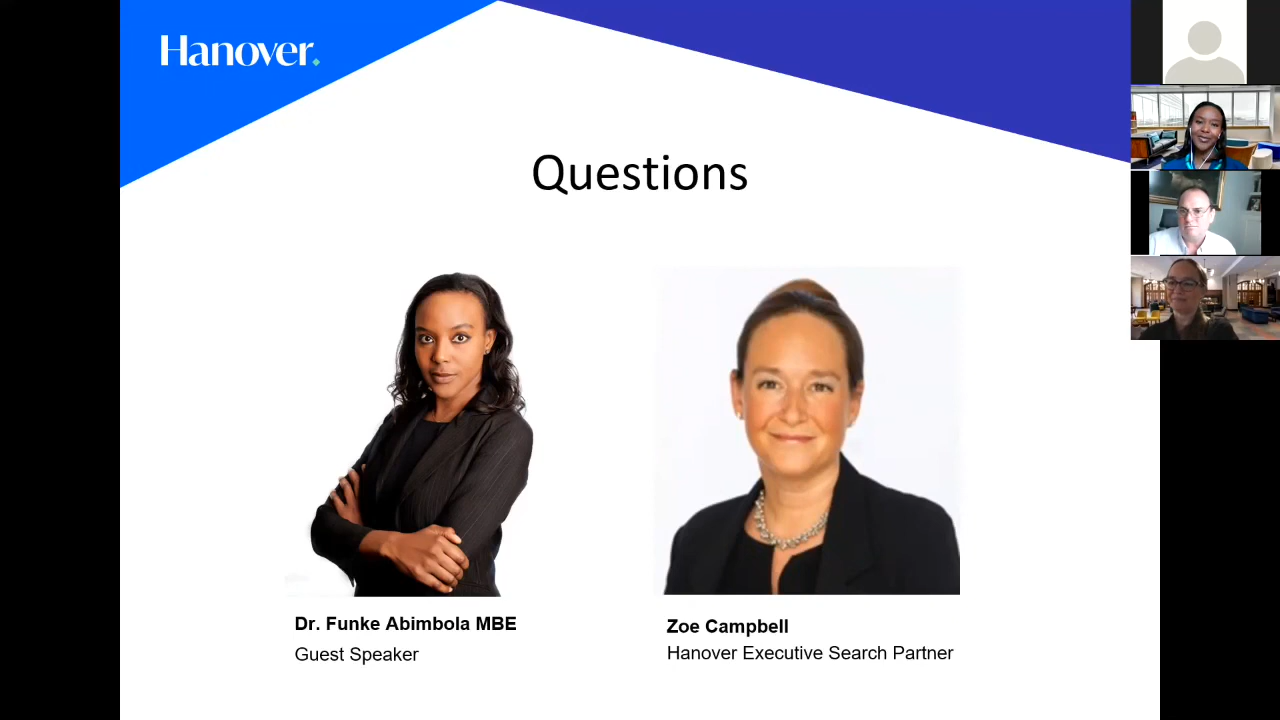 Hanover.
Questions
Dr. Funke Abimbola MBE
Guest Speaker
Zoe Campbell
Hanover Executive Search Partner